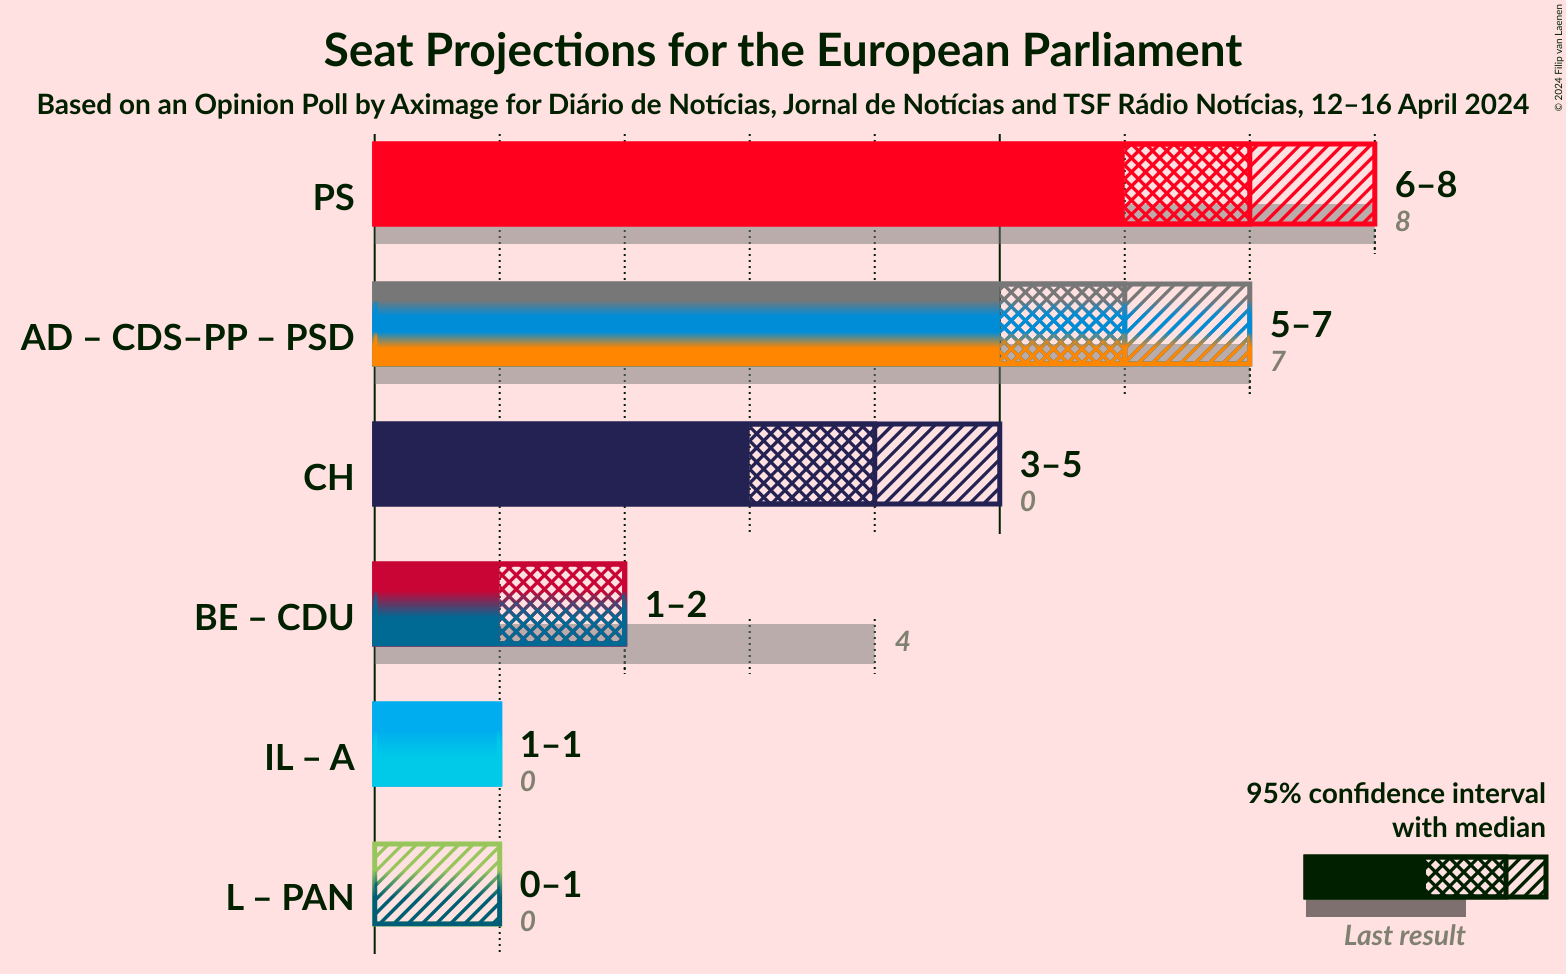 Seat Projections for the European Parliament
Based on an Opinion Poll by Aximage for Diário de Notícias, Jornal de Notícias and TSF Rádio Notícias, 12–16 April 2024
© 2024 Filip van Laenen
PS
6–8
8
AD – CDS–PP – PSD
5–7
7
CH
3–5
0
BE – CDU
1–2
4
IL – A
1–1
0
L – PAN
0–1
0
95% confidence interval
with median
Last result